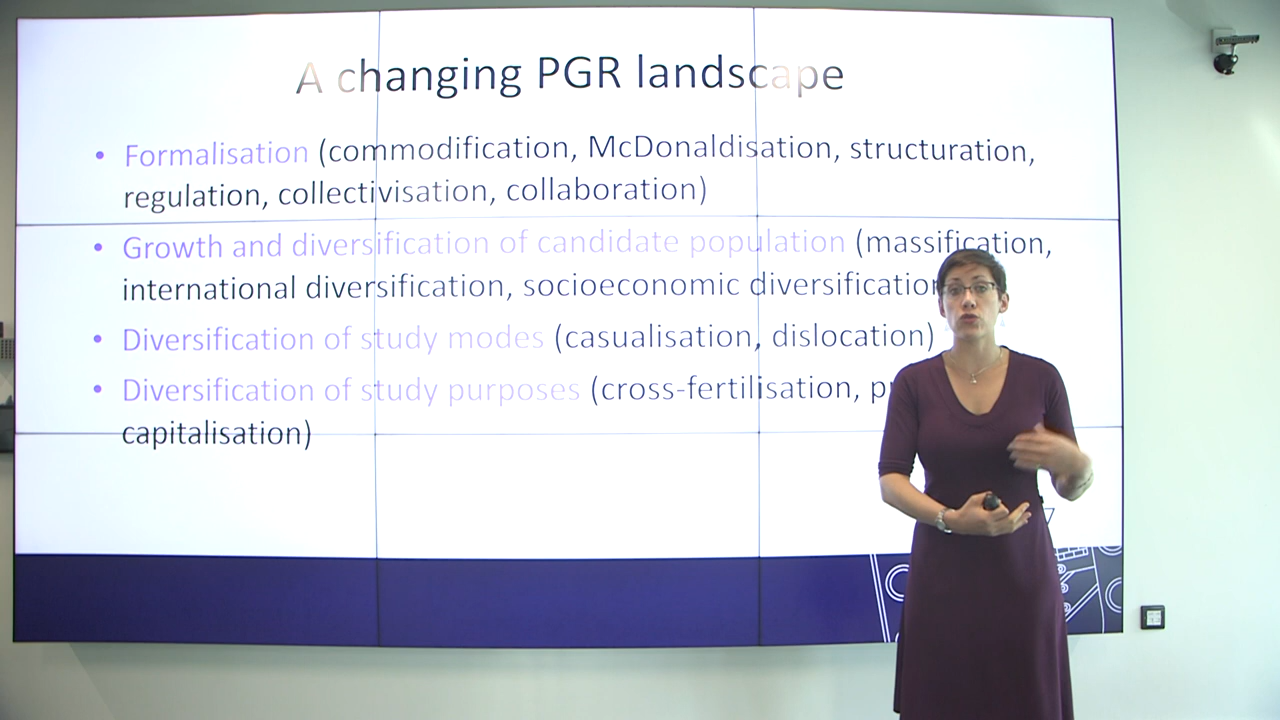 A changing PGR landscape
• Formalisation (commodification, McDonaldisation, structuration,
regulation, collectivisation, collaboration)
• Growth and diversification of candidate population (massification,
international diversification, socioeconomic diversification
• Diversification of study modes (casualisation, dislocation)
• Diversification of study purposes (cross-fertilisation,
capitalisation)